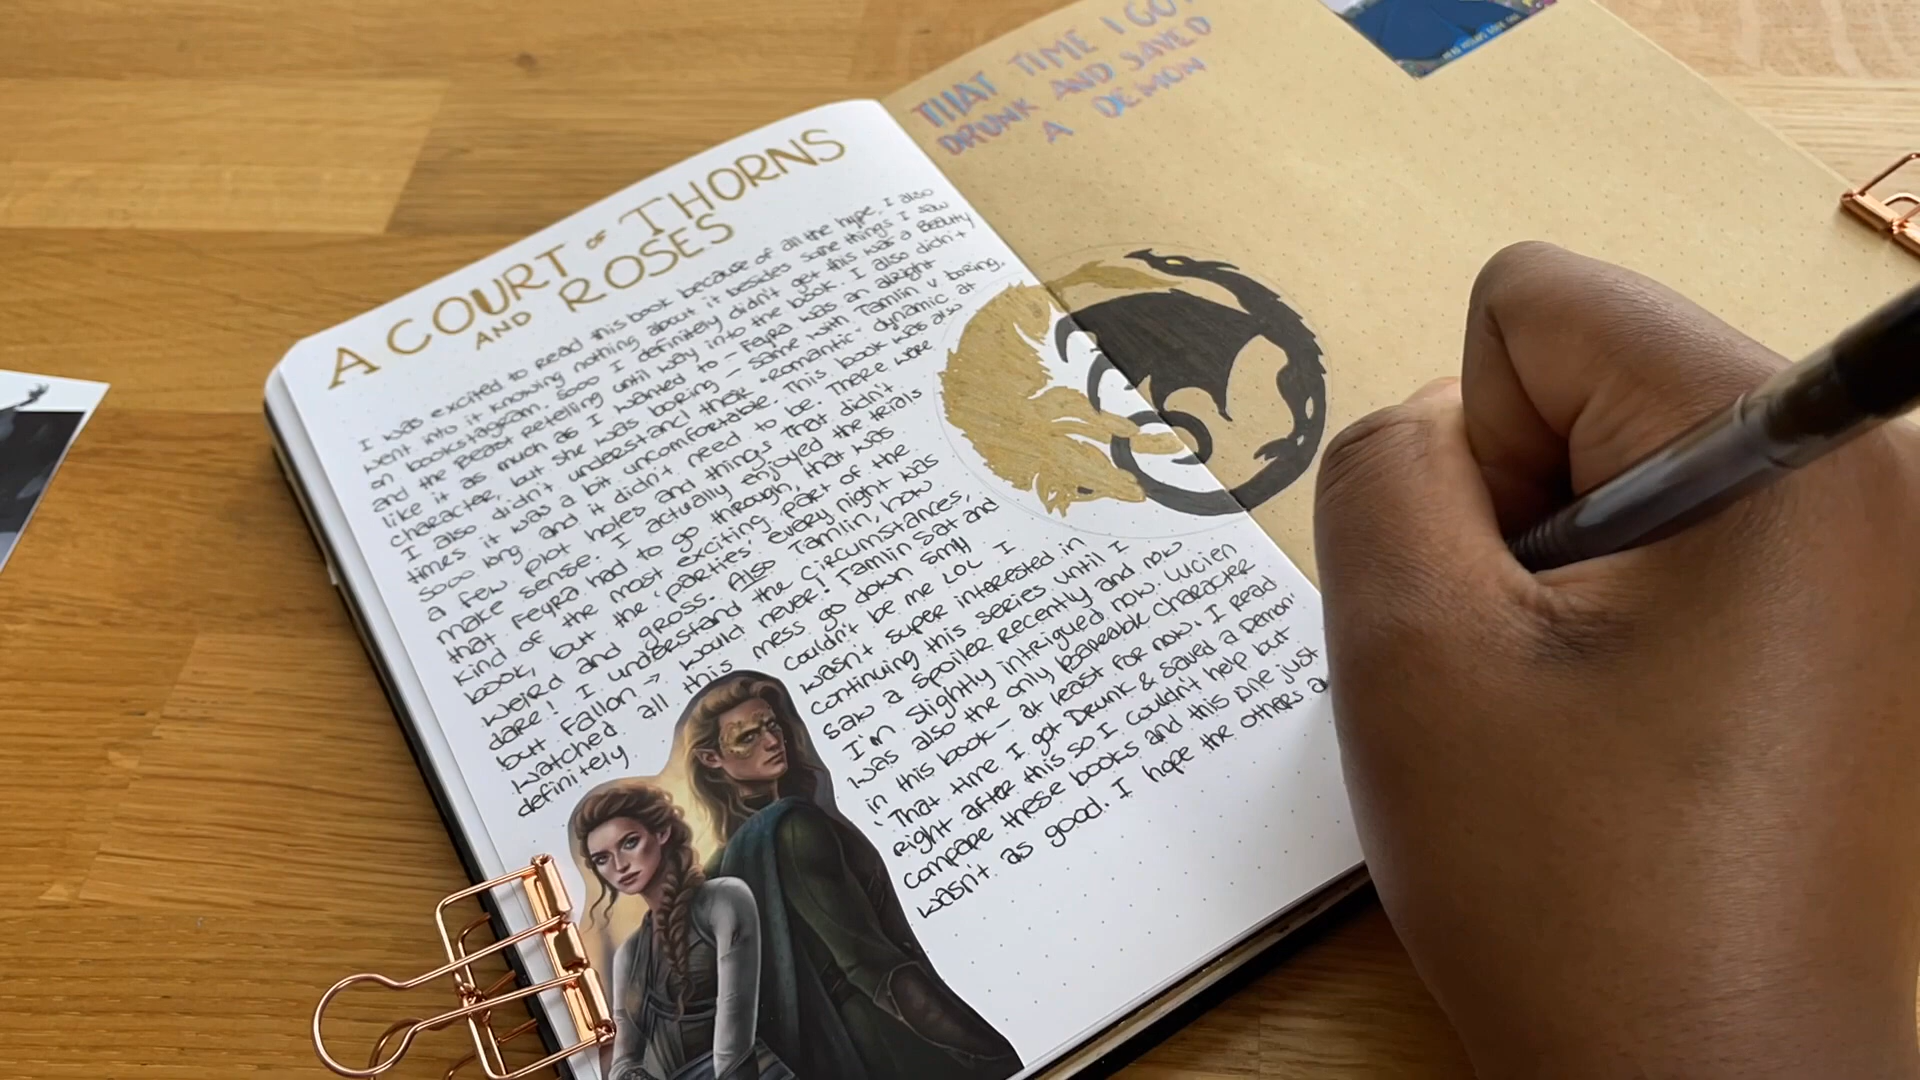 A COURT OF THORNS
AND ROSES
I was excited to read this book because of all the hype. I also
went into it knowing nothing about it besides some things I saw
on bookstagram. Sooo I definitely didn't get this was a Beauty
and the Beast retelling until way into the book. I also didn't
like it as much as I wanted to - Feyra was an alright
character, but she was boring - same with Tamlin v boring.
I also didn't understand their "romantic" dynamic at
times it was a bit uncomfortable. This book was also
sooo long and it didn't need to be. There were
a few plot holes and things that didn't
make sense. I actually enjoyed the trials
that Feyra had to go through, that was
kind of the most exciting part of the
book, but the 'parties' every night was
weird and gross. Also Tamlin, how
dare! I understand the circumstances,
but Fallon → would never! Tamlin sat and
watched all this mess go down smiy
definitely couldn't be me LOL I
wasn't super interested in
continuing this series until I
saw a spoiler recently and now
I'm slightly intrigued now. Lucien
was also the only bareable character
in this book - at least for now. I read
'That time I got Drunk & saved a Demon'
right after this so I couldn't help but
compare these books and this one just
wasn't as good. I hope the others a
THAT TIME I GOT
DRUNK AND SAVED
A DEMON